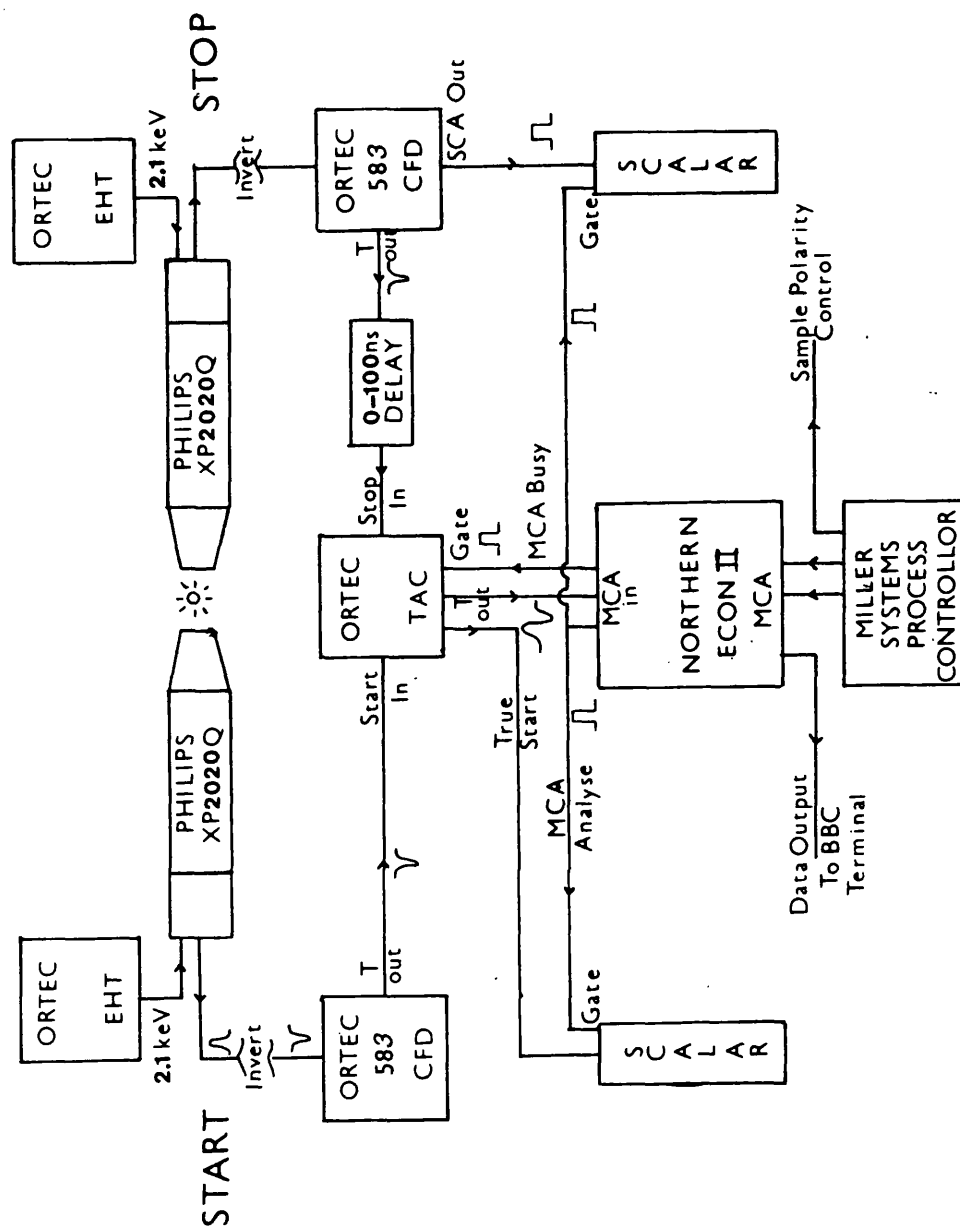 START
STOP
ORTEC
EHT
2.1 keV
ORTEC
EHT
2.1 keV
PHILIPS
XP2020Q
PHILIPS
XP2020Q
Invert
Invert
ORTEC
583
CFD
T
out
Start
In
ORTEC
TAC
Stop
In
0-100ns
DELAY
T
out
ORTEC
583
CFD
SCA Out
True
Start
T
out
Gate
MCA Busy
MCA
Analyse
Gate
Gate
SCALAR
SCALAR
MCA
in
NORTHERN
ECON II
MCA
Data Output
To BBC
Terminal
Sample Polarity
Control
MILLER
SYSTEMS
PROCESS
CONTROLLOR